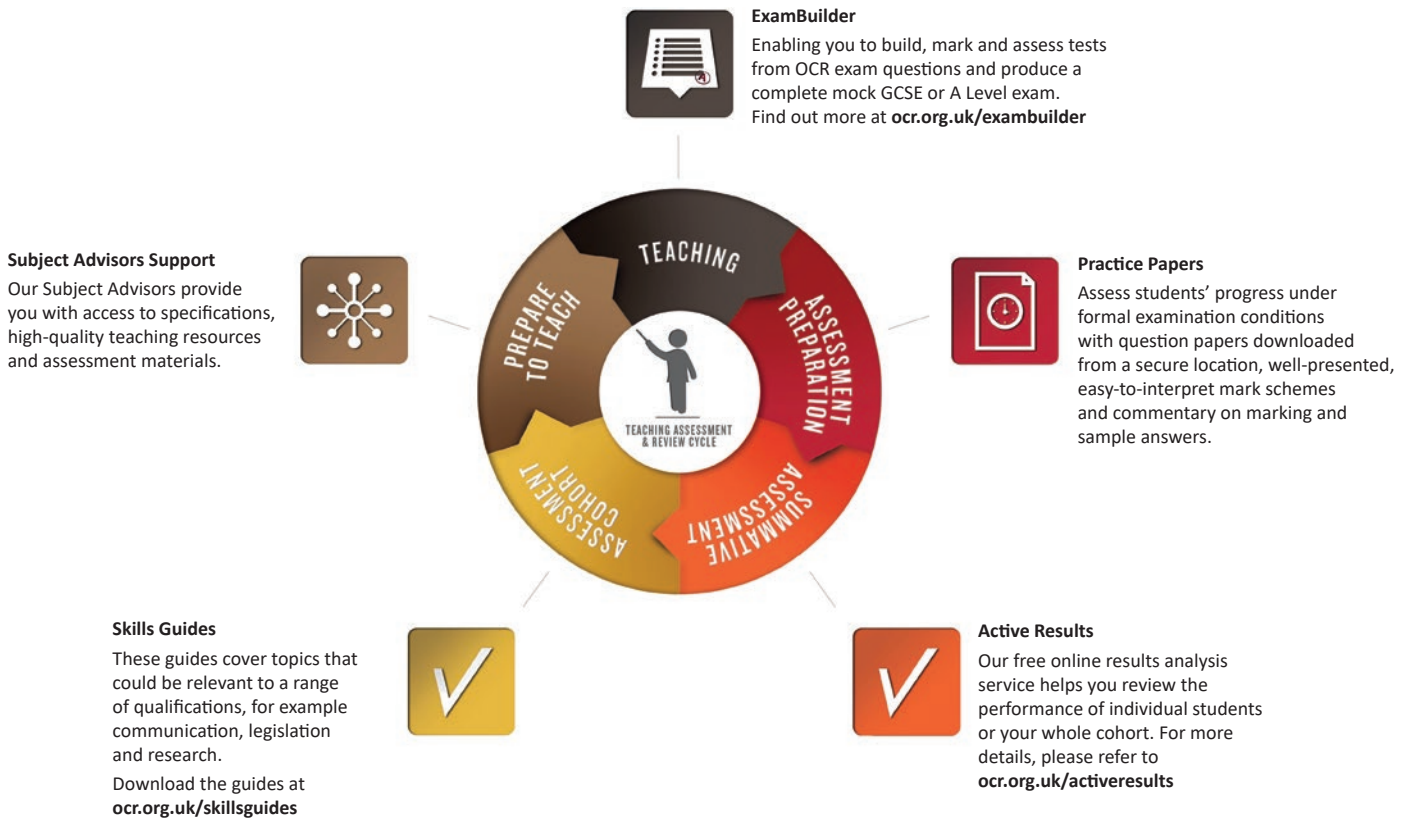 ExamBuilder
Enabling you to build, mark and assess tests
from OCR exam questions and produce a
complete mock GCSE or A Level exam.
Find out more at ocr.org.uk/exambuilder
Subject Advisors Support
Our Subject Advisors provide
you with access to specifications,
high-quality teaching resources
and assessment materials.
TEACHING
PREPARE
TO TEACH
ASSESSMENT
PREPARATION
TEACHING ASSESSMENT
& REVIEW CYCLE
ASSESSMENT
COHORT
SUMMATIVE
ASSESSMENT
Practice Papers
Assess students’ progress under
formal examination conditions
with question papers downloaded
from a secure location, well-presented,
easy-to-interpret mark schemes
and commentary on marking and
sample answers.
Skills Guides
These guides cover topics that
could be relevant to a range
of qualifications, for example
communication, legislation
and research.
Download the guides at
ocr.org.uk/skillsguides
Active Results
Our free online results analysis
service helps you review the
performance of individual students
or your whole cohort. For more
details, please refer to
ocr.org.uk/activeresults